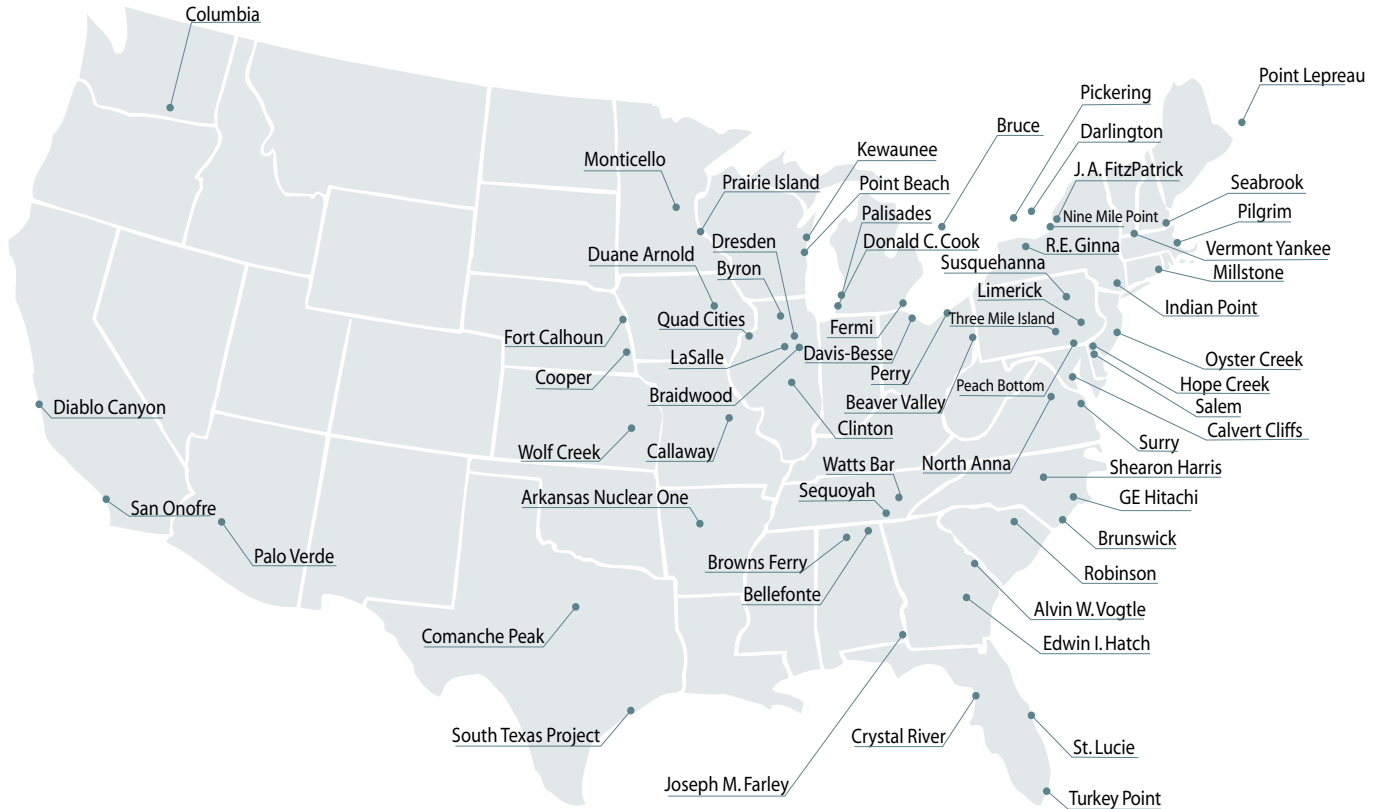 Columbia
Point Lepreau
Pickering
Bruce
Darlington
Kewaunee
Monticello
J. A. FitzPatrick
Prairie Island
Point Beach
Seabrook
Palisades
Nine Mile Point
Pilgrim
Dresden
Donald C. Cook
R.E. Ginna
Vermont Yankee
Duane Arnold
Byron
Susquehanna
Millstone
Limerick
Indian Point
Quad Cities
Three Mile Island
Fort Calhoun
Fermi
LaSalle
Davis-Besse
Oyster Creek
Cooper
Perry
Peach Bottom
Hope Creek
Braidwood
Beaver Valley
Salem
Diablo Canyon
Clinton
Calvert Cliffs
Surry
Wolf Creek
Callaway
Watts Bar
North Anna
Shearon Harris
Arkansas Nuclear One
Sequoyah
GE Hitachi
San Onofre
Brunswick
Palo Verde
Browns Ferry
Robinson
Bellefonte
Alvin W. Vogtle
Comanche Peak
Edwin I. Hatch
South Texas Project
Crystal River
St. Lucie
Joseph M. Farley
Turkey Point